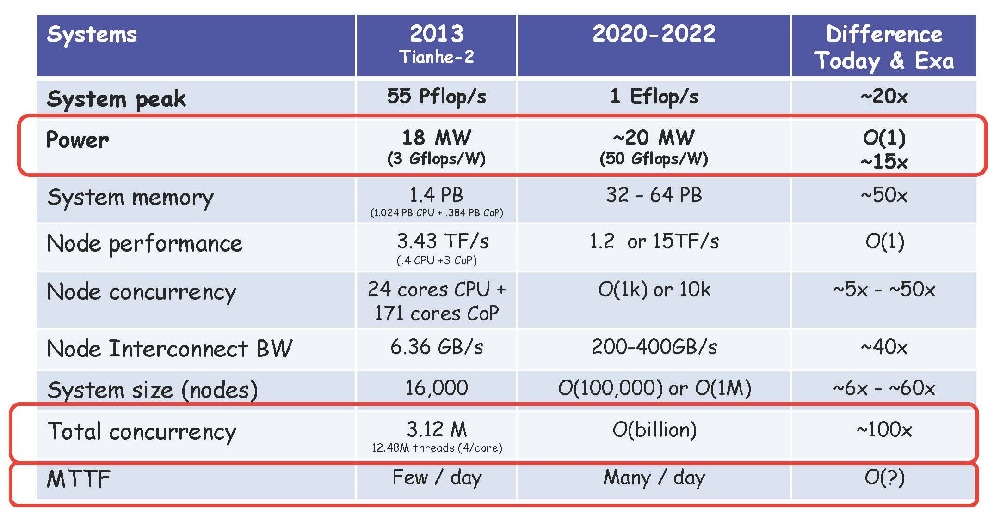 Systems
2013
Tianhe-2
2020-2022
Difference
Today & Exa
System peak
55 Pflop/s
1 Eflop/s
~20x
Power
18 MW
(3 Gflops/W)
~20 MW
(50 Gflops/W)
O(1)
~15x
System memory
1.4 PB
(1.024 PB CPU + .384 PB CoP)
32 - 64 PB
~50x
Node performance
3.43 TF/s
(.4 CPU +3 CoP)
1.2 or 15TF/s
O(1)
Node concurrency
24 cores CPU +
171 cores CoP
O(1k) or 10k
~5x - ~50x
Node Interconnect BW
6.36 GB/s
200-400GB/s
~40x
System size (nodes)
16,000
O(100,000) or O(1M)
~6x - ~60x
Total concurrency
3.12 M
12.48M threads (4/core)
O(billion)
~100x
MTTF
Few / day
Many / day
O(?)